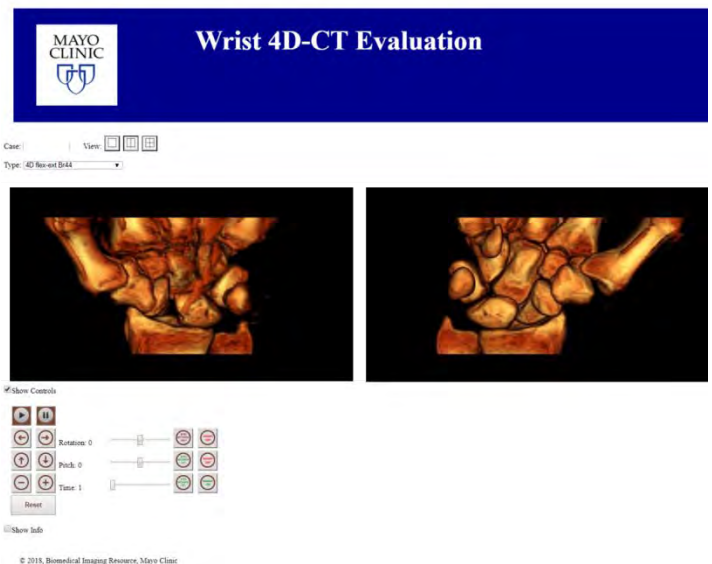 MAYO
CLINIC
Wrist 4D-CT Evaluation
Case: View:
Type: 4D flex-ext Br44
Show Controls
Rotation: 0
Pitch: 0
Time: 1
Reset
Show Info
© 2018, Biomedical Imaging Resource, Mayo Clinic